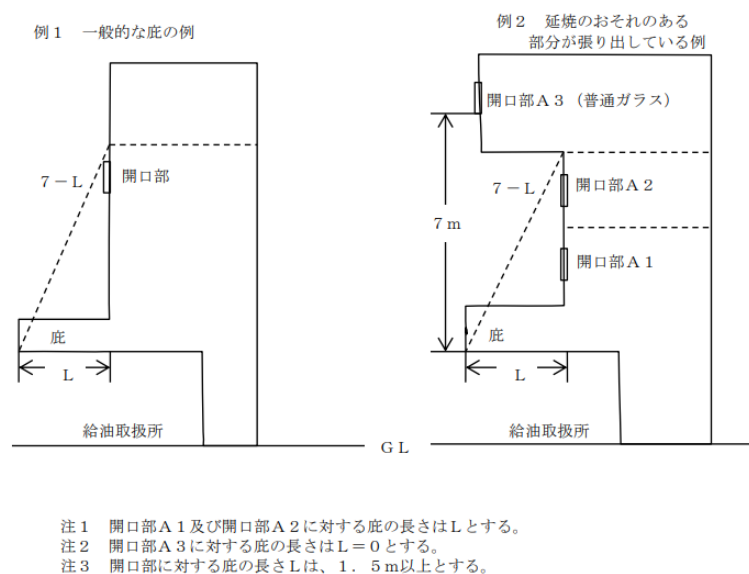 例１　一般的な庇の例
７－Ｌ
開口部
庇
Ｌ
給油取扱所
ＧＬ
例２　延焼のおそれのある
部分が張り出している例
開口部Ａ３（普通ガラス）
７－Ｌ
開口部Ａ２
７ｍ
開口部Ａ１
庇
Ｌ
給油取扱所
注１　開口部Ａ１及び開口部Ａ２に対する庇の長さはＬとする。
注２　開口部Ａ３に対する庇の長さはＬ＝０とする。
注３　開口部に対する庇の長さＬは、１．５ｍ以上とする。